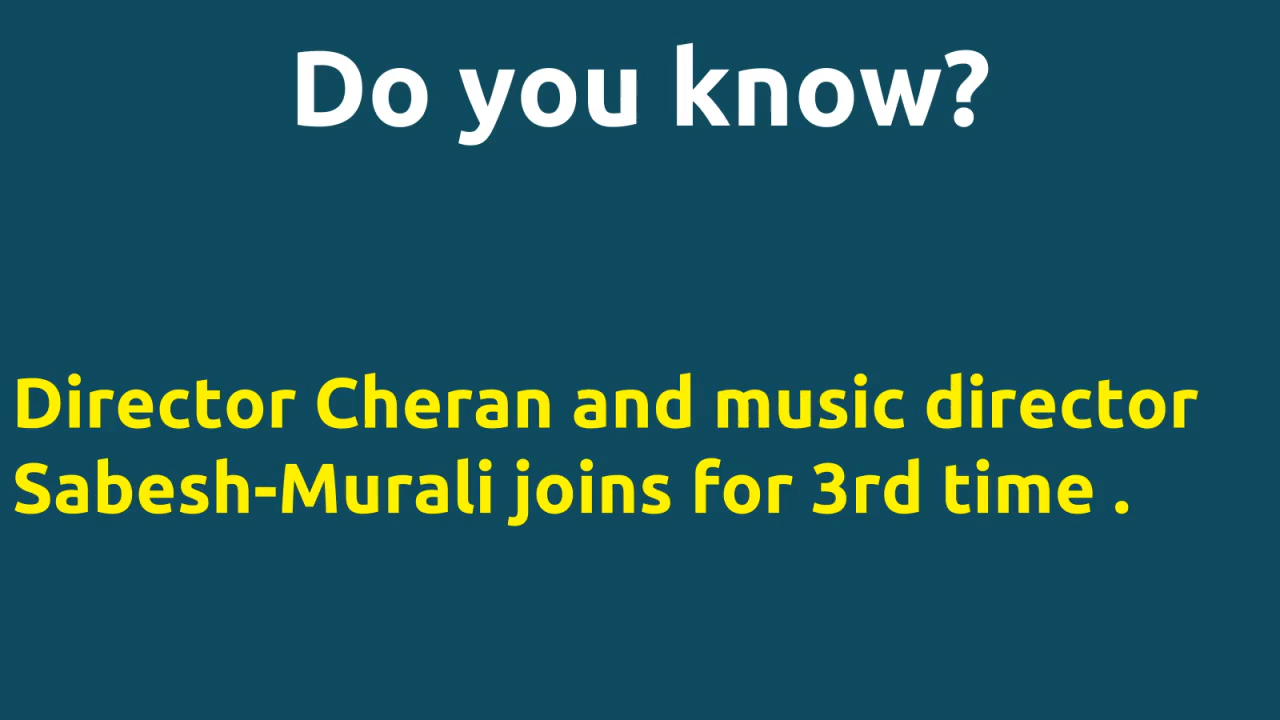 Do you know?
Director Cheran and music director
Sabesh-Murali joins for 3rd time .